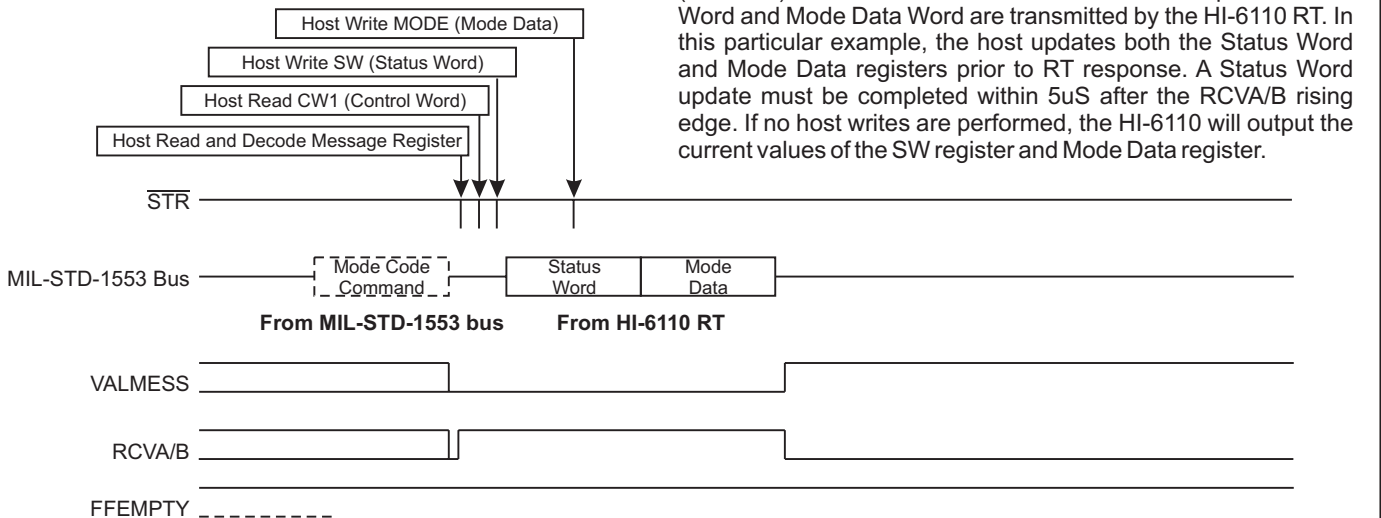 Word and Mode Data Word are transmitted by the HI-6110 RT. In
this particular example, the host updates both the Status Word
and Mode Data registers prior to RT response. A Status Word
update must be completed within 5uS after the RCVA/B rising
edge. If no host writes are performed, the HI-6110 will output the
current values of the SW register and Mode Data register.
Host Write MODE (Mode Data)
Host Write SW (Status Word)
Host Read CW1 (Control Word)
Host Read and Decode Message Register
STR
MIL-STD-1553 Bus
Mode Code
Command
Status
Word
Mode
Data
From MIL-STD-1553 bus
From HI-6110 RT
VALMESS
RCVA/B
FFEMPTY